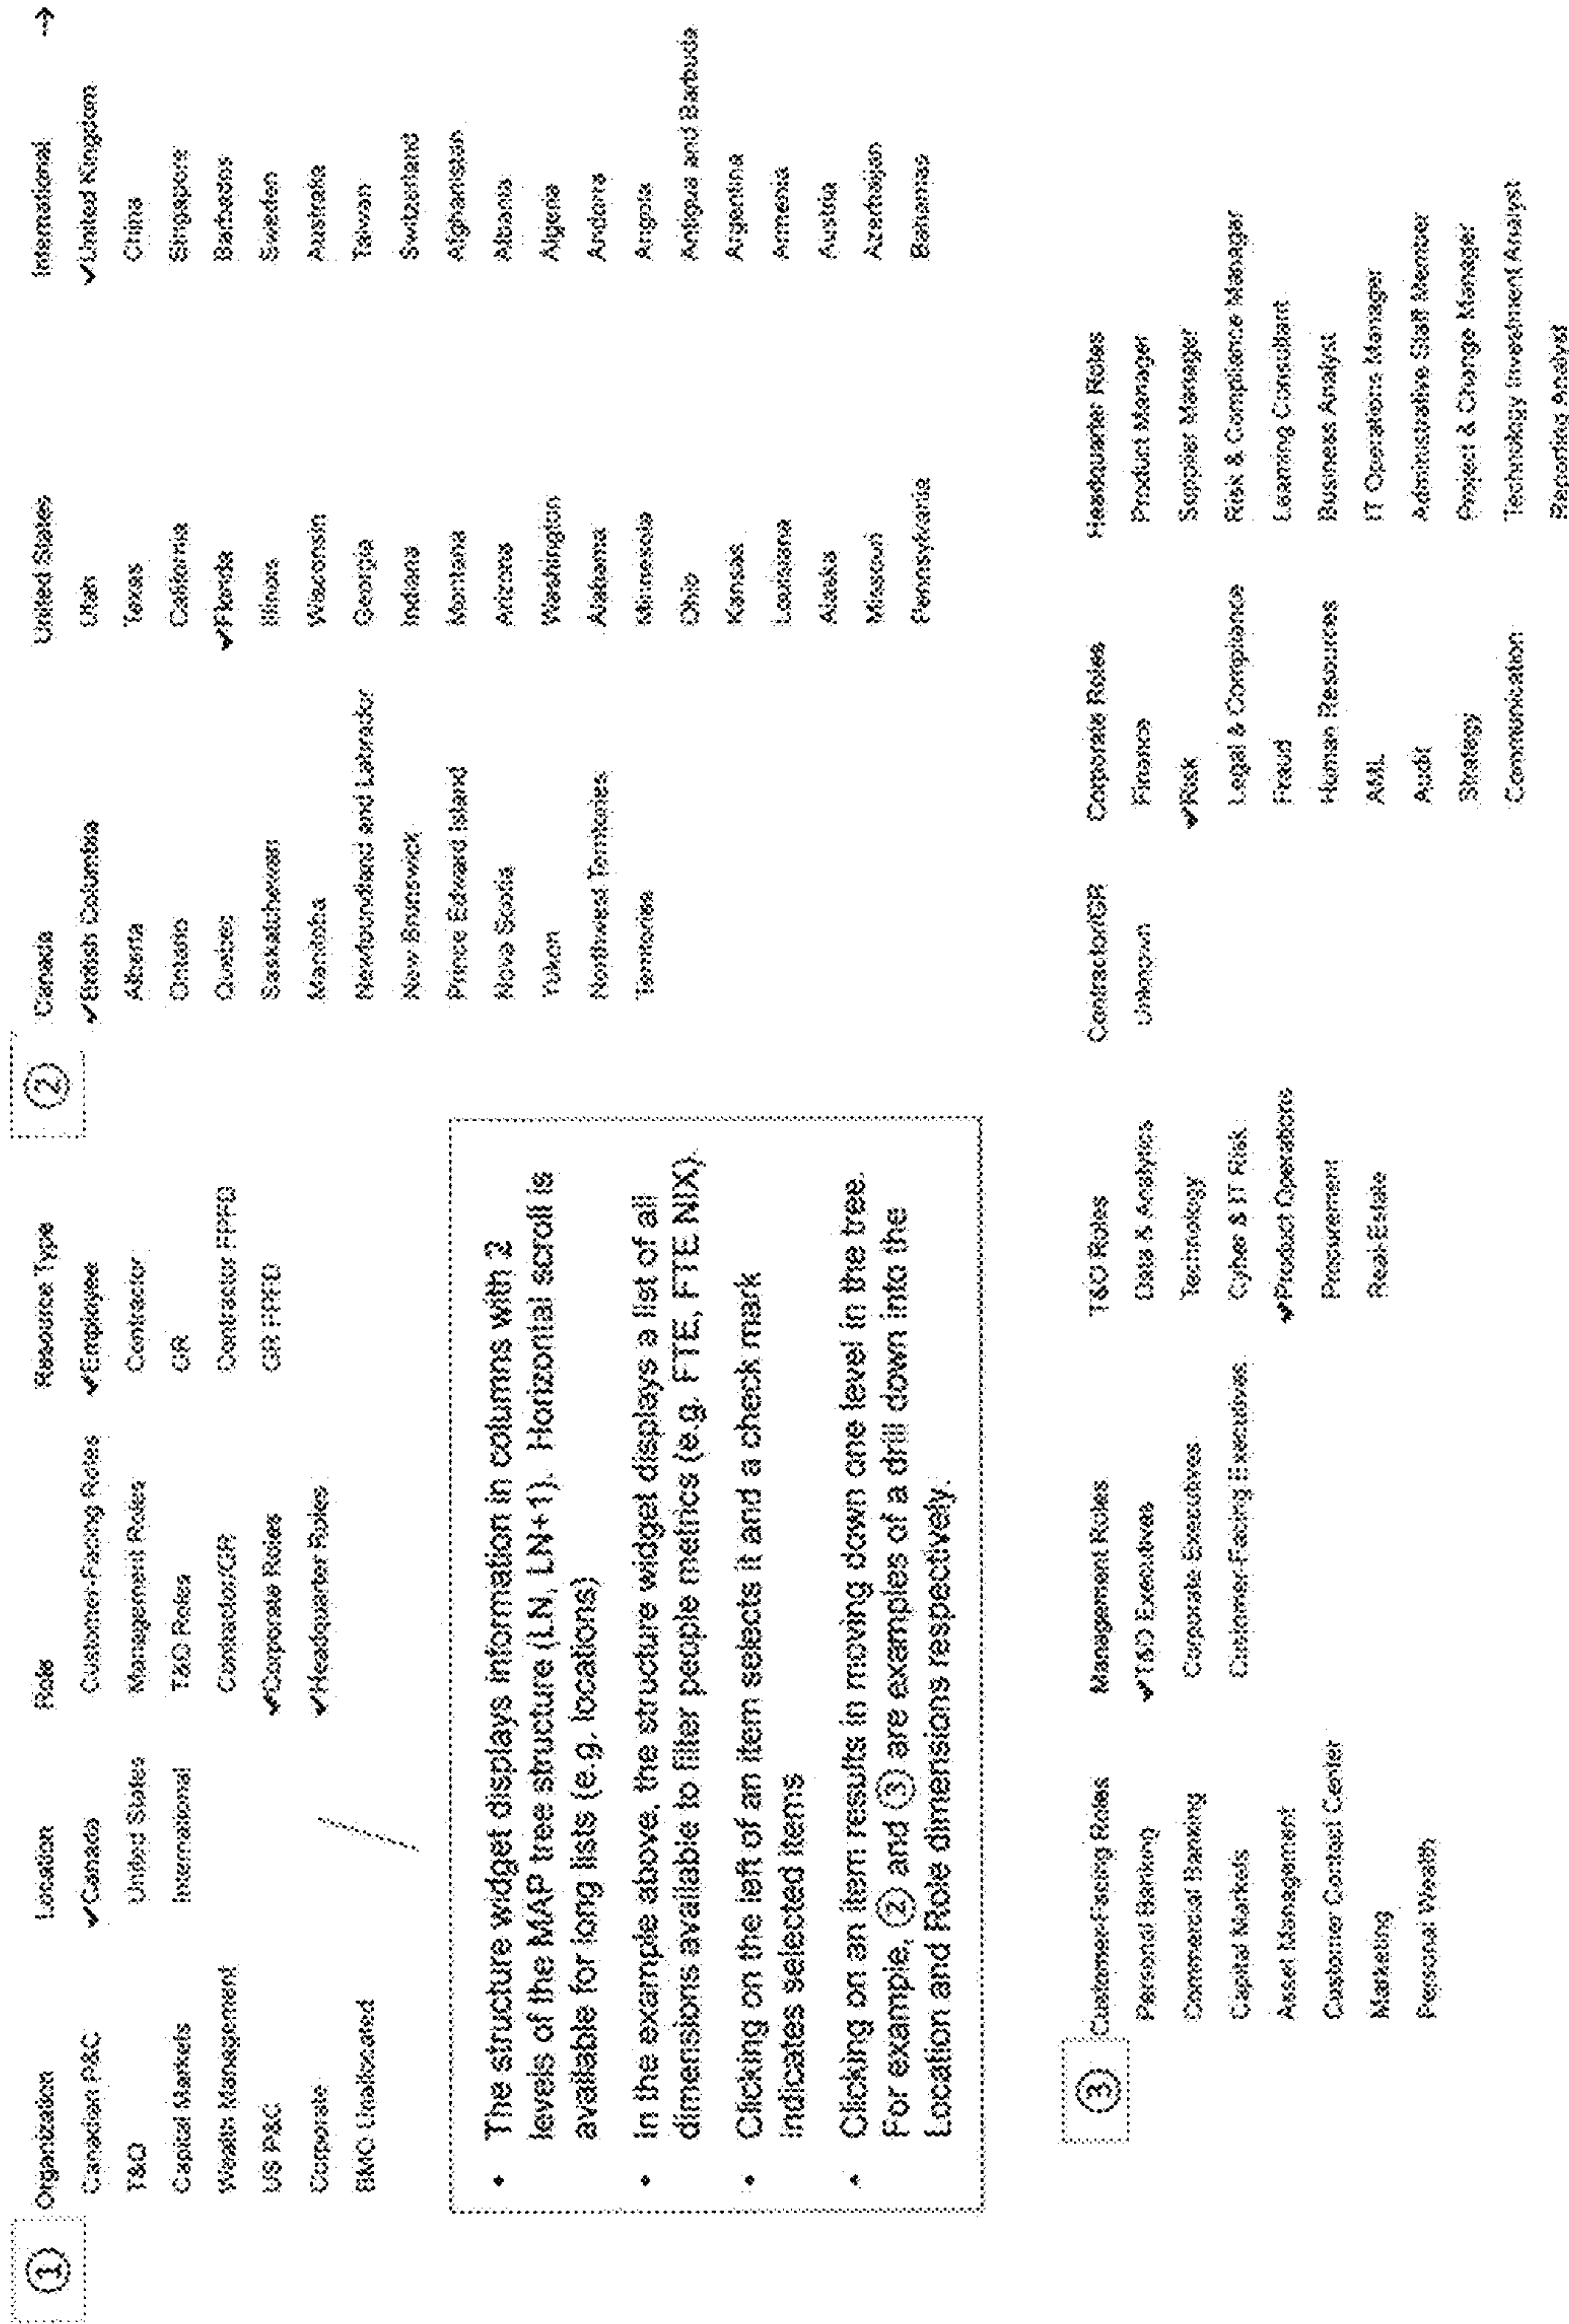 ①
Organization
Canadian P&C
T&O
Capital Markets
Wealth Management
US P&C
Corporate
BMO Unallocated
Location
✓Canada
United States
International
Role
Customer-Facing Roles
Management Roles
T&O Roles
Contractor/GR
✓Corporate Roles
✓Headquarter Roles
Resource Type
✓Employee
Contractor
GR
Contractor FPFD
GR FPFD
②
Canada
✓British Columbia
Alberta
Ontario
Quebec
Saskatchewan
Manitoba
Newfoundland and Labrador
New Brunswick
Prince Edward Island
Nova Scotia
Yukon
Northwest Territories
Territories
United States
Utah
Texas
California
✓Florida
Illinois
Wisconsin
Georgia
Indiana
Montana
Arizona
Washington
Alabama
Minnesota
Ohio
Kansas
Louisiana
Alaska
Missouri
Pennsylvania
International →
✓United Kingdom
China
Singapore
Barbados
Sweden
Australia
Taiwan
Switzerland
Afghanistan
Albania
Algeria
Andorra
Angola
Antigua and Barbuda
Argentina
Armenia
Austria
Azerbaijan
Bahamas
• The structure widget displays information in columns with 2
levels of the MAP tree structure (LN, LN+1). Horizontal scroll is
available for long lists (e.g. locations)
• In the example above, the structure widget displays a list of all
dimensions available to filter people metrics (e.g. FTE, FTE NIX).
• Clicking on the left of an item selects it and a check mark
indicates selected items
• Clicking on an item results in moving down one level in the tree.
For example, ② and ③ are examples of a drill down into the
Location and Role dimensions respectively.
③
Customer-Facing Roles
Personal Banking
Commercial Banking
Capital Markets
Asset Management
Customer Contact Center
Marketing
Personal Wealth
Management Roles
✓T&O Executives
Corporate Executives
Customer-Facing Executives
T&O Roles
Data & Analytics
Technology
Cyber & IT Risk
✓Product Operations
Procurement
Real-Estate
Contractor/GR
Unknown
Corporate Roles
Finance
✓Risk
Legal & Compliance
Fraud
Human Resources
AML
Audit
Strategy
Communication
Headquarter Roles
Product Manager
Supplier Manager
Risk & Compliance Manager
Learning Consultant
Business Analyst
IT Operations Manager
Administrative Staff Member
Project & Change Manager
Technology Investment Analyst
Reporting Analyst